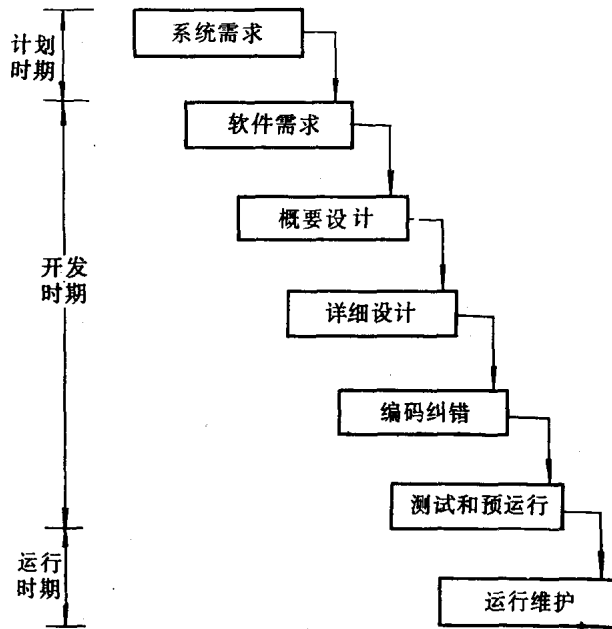 系统需求
计划
时期
软件需求
概要设计
开发
时期
详细设计
编码纠错
测试和预运行
运行
时期
运行维护